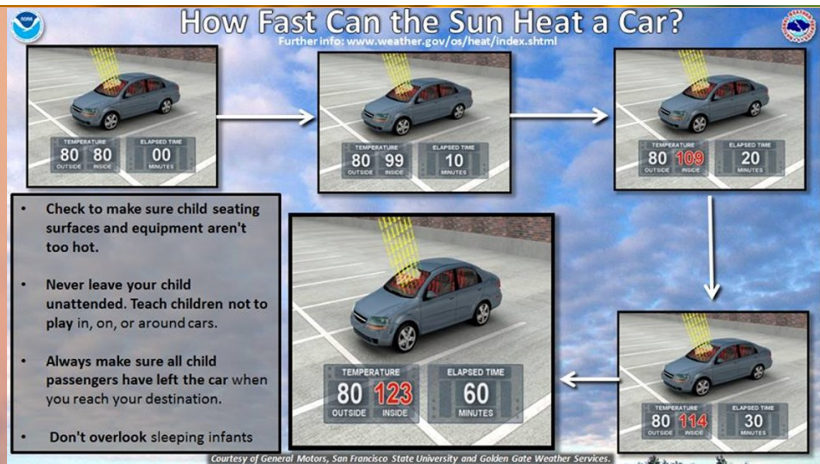 How Fast Can the Sun Heat a Car?
Further info: www.weather.gov/os/heat/index.shtml
TEMPERATURE ELAPSED TIME
80 80 00
OUTSIDE INSIDE MINUTES
TEMPERATURE ELAPSED TIME
80 99 10
OUTSIDE INSIDE MINUTES
TEMPERATURE ELAPSED TIME
80 109 20
OUTSIDE INSIDE MINUTES
TEMPERATURE ELAPSED TIME
80 114 30
OUTSIDE INSIDE MINUTES
TEMPERATURE ELAPSED TIME
80 123 60
OUTSIDE INSIDE MINUTES
• Check to make sure child seating
surfaces and equipment aren't
too hot.
• Never leave your child
unattended. Teach children not to
play in, on, or around cars.
• Always make sure all child
passengers have left the car when
you reach your destination.
• Don't overlook sleeping infants
Courtesy of General Motors, San Francisco State University and Golden Gate Weather Services.